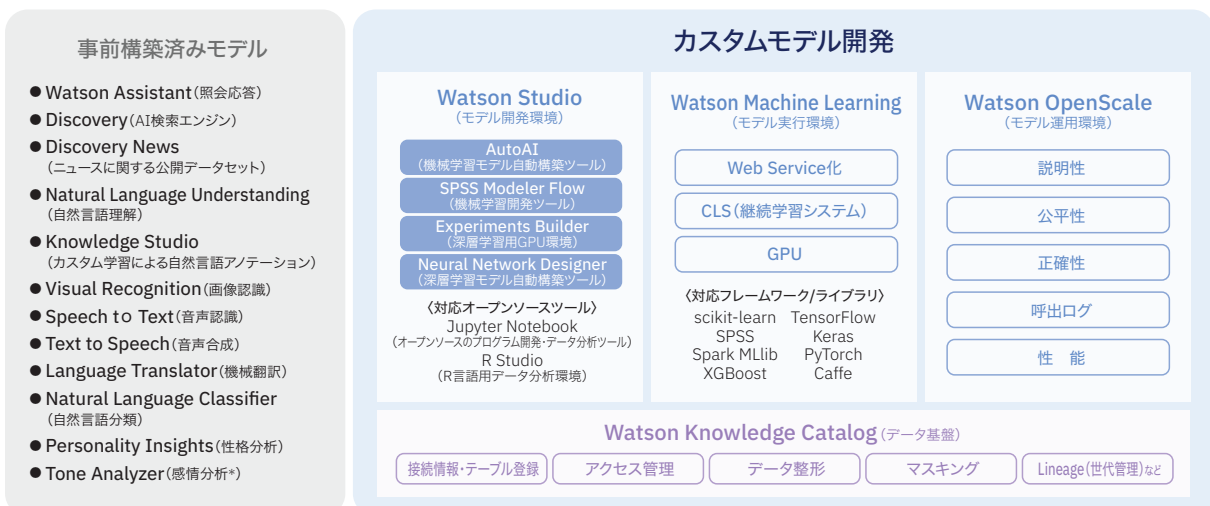 事前構築済みモデル
● Watson Assistant(照会応答)
● Discovery(AI検索エンジン)
● Discovery News
(ニュースに関する公開データセット)
● Natural Language Understanding
(自然言語理解)
● Knowledge Studio
(カスタム学習による自然言語アノテーション)
● Visual Recognition(画像認識)
● Speech to Text(音声認識)
● Text to Speech(音声合成)
● Language Translator(機械翻訳)
● Natural Language Classifier
(自然言語分類)
● Personality Insights(性格分析)
● Tone Analyzer(感情分析*)
カスタムモデル開発
Watson Studio
(モデル開発環境)
AutoAI
(機械学習モデル自動構築ツール)
SPSS Modeler Flow
(機械学習開発ツール)
Experiments Builder
(深層学習用GPU環境)
Neural Network Designer
(深層学習モデル自動構築ツール)
〈対応オープンソースツール〉
Jupyter Notebook
(オープンソースのプログラム開発・データ分析ツール)
R Studio
(R言語用データ分析環境)
Watson Machine Learning
(モデル実行環境)
Web Service化
CLS(継続学習システム)
GPU
〈対応フレームワーク/ライブラリ〉
scikit-learn TensorFlow
SPSS Keras
Spark MLlib PyTorch
XGBoost Caffe
Watson OpenScale
(モデル運用環境)
説明性
公平性
正確性
呼出ログ
性 能
Watson Knowledge Catalog(データ基盤)
接続情報・テーブル登録 アクセス管理 データ整形 マスキング Lineage(世代管理)など